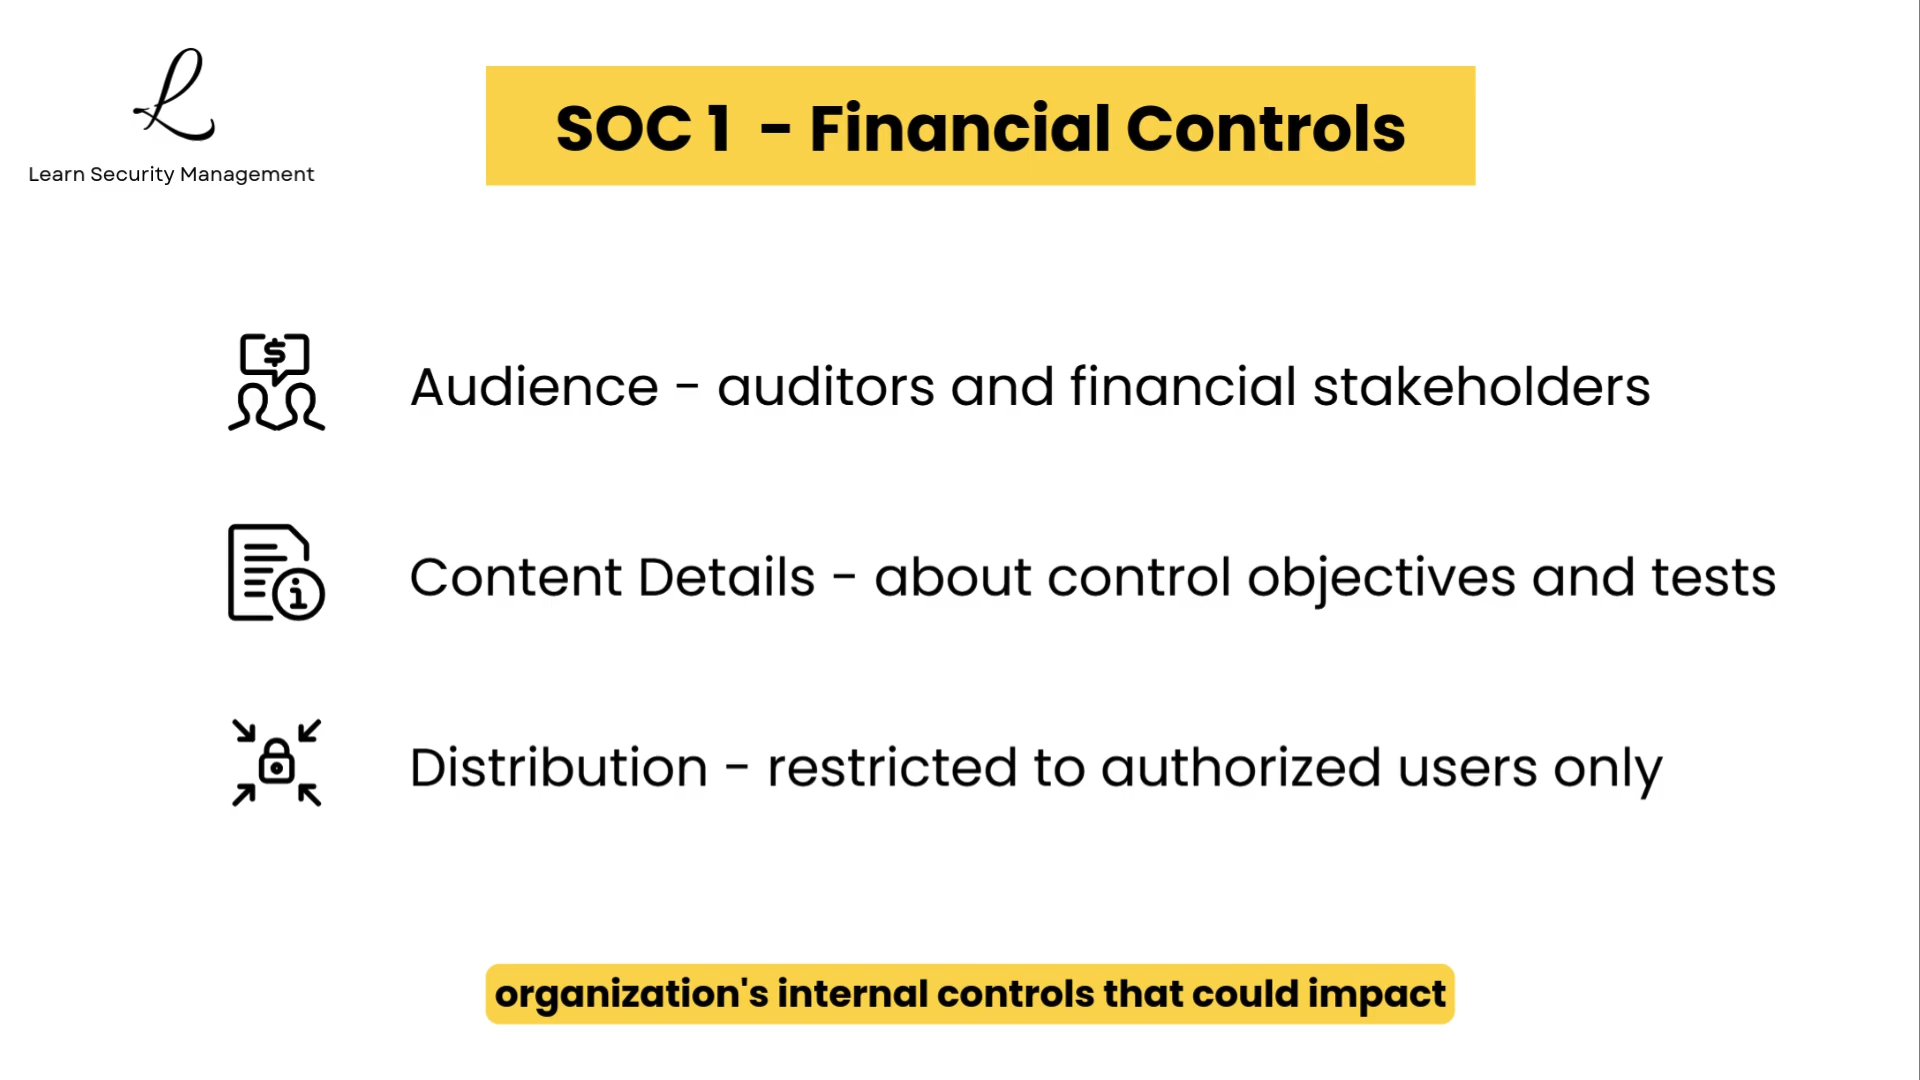 L
Learn Security Management
SOC 1 - Financial Controls
$
Audience - auditors and financial stakeholders
i
Content Details - about control objectives and tests
Distribution - restricted to authorized users only
organization's internal controls that could impact